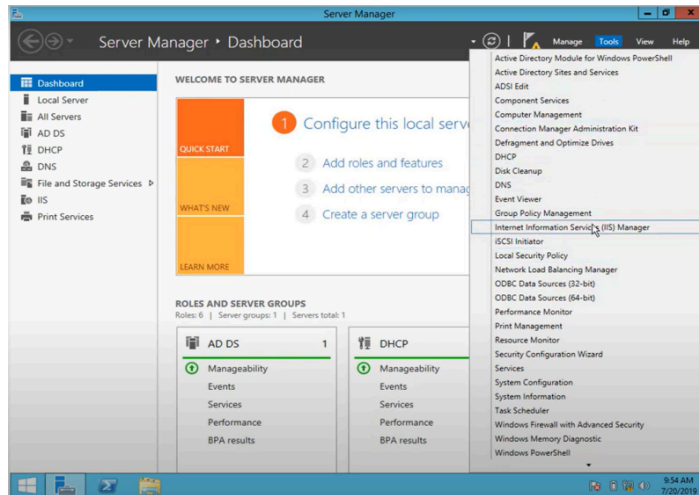 Server Manager
Server Manager • Dashboard
Manage Tools View Help
Dashboard
Local Server
All Servers
AD DS
DHCP
DNS
File and Storage Services
IIS
Print Services
WELCOME TO SERVER MANAGER
QUICK START
WHAT'S NEW
LEARN MORE
1 Configure this local serv
2 Add roles and features
3 Add other servers to manag
4 Create a server group
ROLES AND SERVER GROUPS
Roles: 6 | Server groups: 1 | Servers total: 1
AD DS 1
Manageability
Events
Services
Performance
BPA results
DHCP
Manageability
Events
Services
Performance
BPA results
Active Directory Module for Windows PowerShell
Active Directory Sites and Services
ADSI Edit
Component Services
Computer Management
Connection Manager Administration Kit
Defragment and Optimize Drives
DHCP
Disk Cleanup
DNS
Event Viewer
Group Policy Management
Internet Information Services (IIS) Manager
iSCSI Initiator
Local Security Policy
Network Load Balancing Manager
ODBC Data Sources (32-bit)
ODBC Data Sources (64-bit)
Performance Monitor
Print Management
Resource Monitor
Security Configuration Wizard
Services
System Configuration
System Information
Task Scheduler
Windows Firewall with Advanced Security
Windows Memory Diagnostic
Windows PowerShell
9:54 AM
7/20/2019